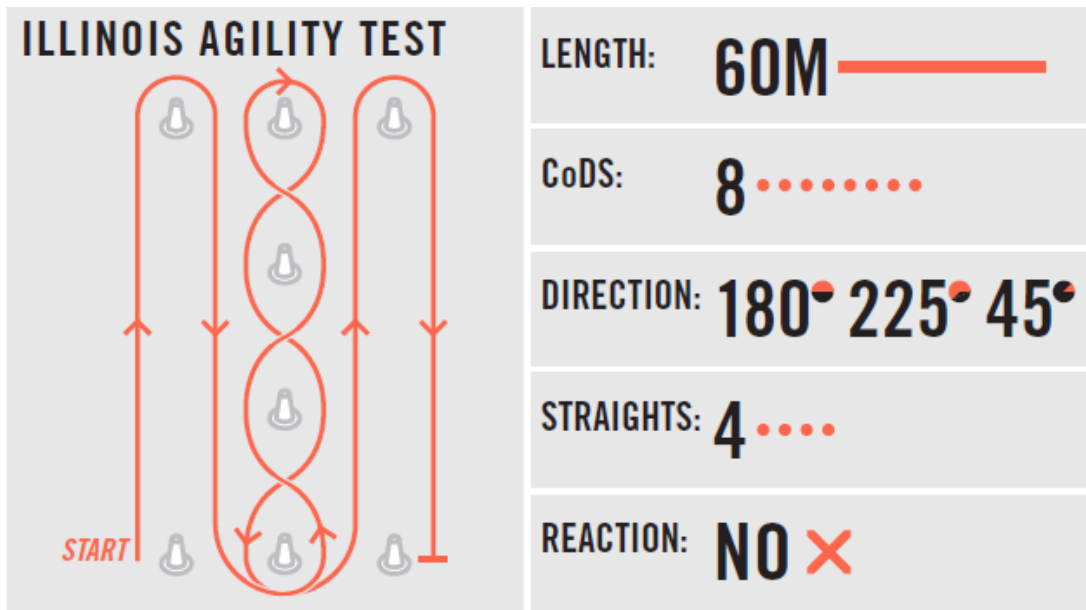 ILLINOIS AGILITY TEST
START
LENGTH: 60M
CoDS: 8
DIRECTION: 180° 225° 45°
STRAIGHTS: 4
REACTION: NO